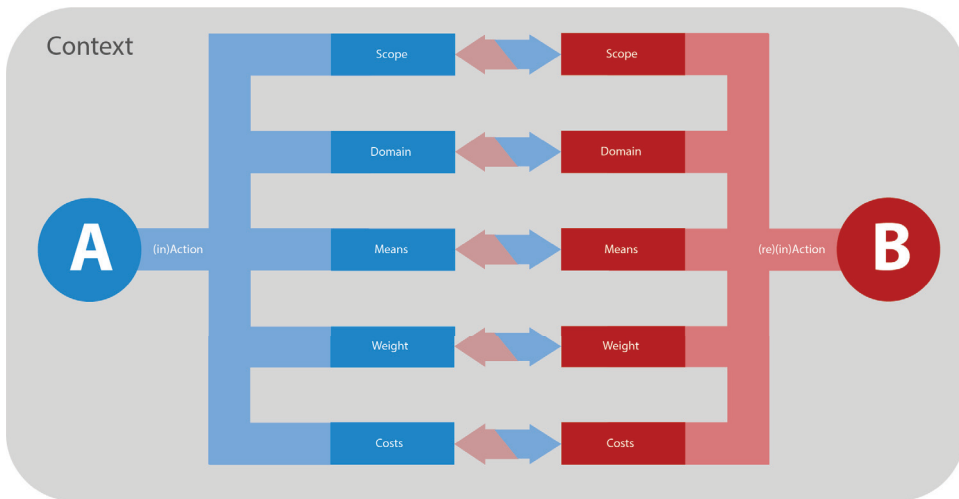 Context
Scope
Scope
Domain
Domain
A
(in)Action
Means
Means
(re)(in)Action
B
Weight
Weight
Costs
Costs